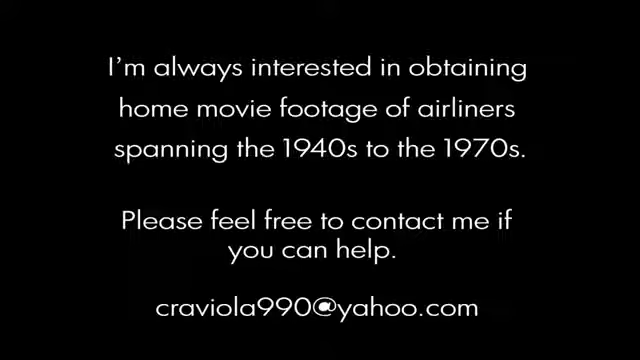 I'm always interested in obtaining
home movie footage of airliners
spanning the 1940s to the 1970s.
Please feel free to contact me if
you can help.
craviola990@yahoo.com